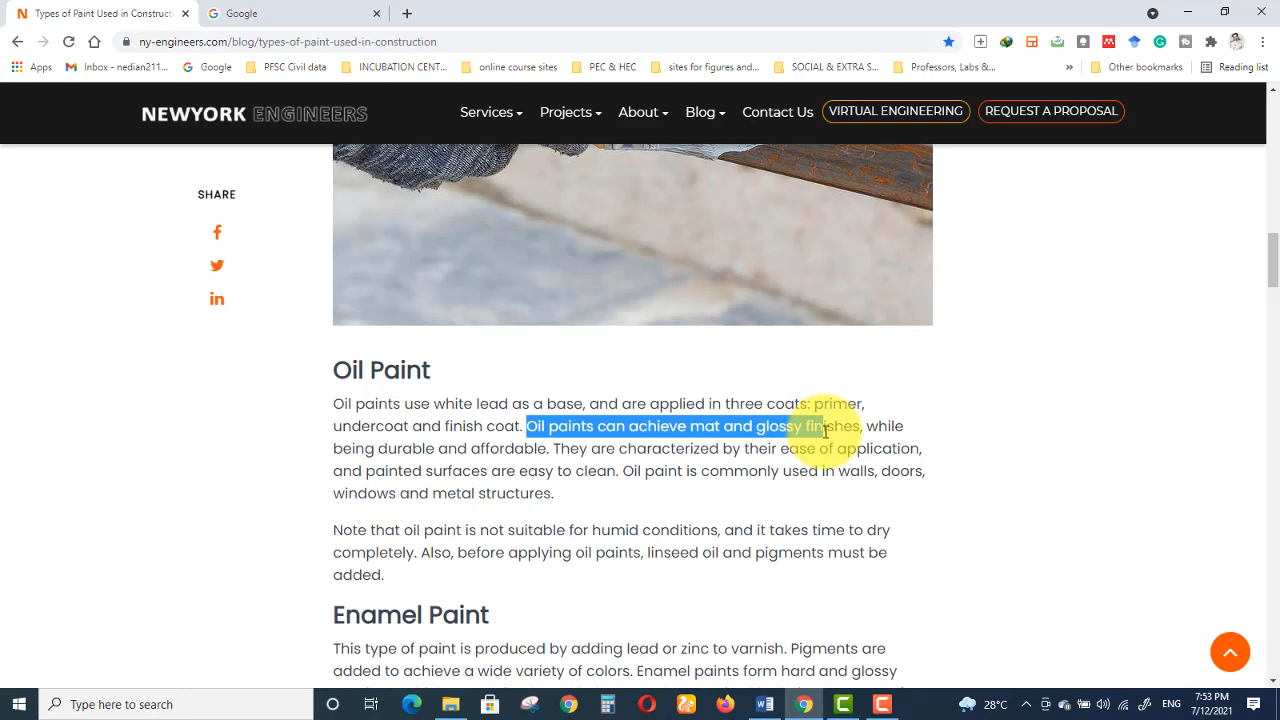 Types of Paint Used in Construct
Google
ny-engineers.com/blog/types-of-paint-used-in-construction
Apps
Inbox - nedian211...
Google
PFSC Civil data
INCUBATION CENT...
online course sites
PEC & HEC
sites for figures and...
SOCIAL & EXTRA S...
Professors, Labs &...
»
Other bookmarks
Reading list
NEWYORK ENGINEERS
Services
Projects
About
Blog
Contact Us
VIRTUAL ENGINEERING
REQUEST A PROPOSAL
SHARE
Oil Paint
Oil paints use white lead as a base, and are applied in three coats: primer,
undercoat and finish coat. Oil paints can achieve mat and glossy finishes, while
being durable and affordable. They are characterized by their ease of application,
and painted surfaces are easy to clean. Oil paint is commonly used in walls, doors,
windows and metal structures.
Note that oil paint is not suitable for humid conditions, and it takes time to dry
completely. Also, before applying oil paints, linseed oil and pigments must be
added.
Enamel Paint
This type of paint is produced by adding lead or zinc to varnish. Pigments are
added to achieve a wide variety of colors. Enamel paints form hard and glossy
Type here to search
28°C
ENG
7:53 PM
7/12/2021